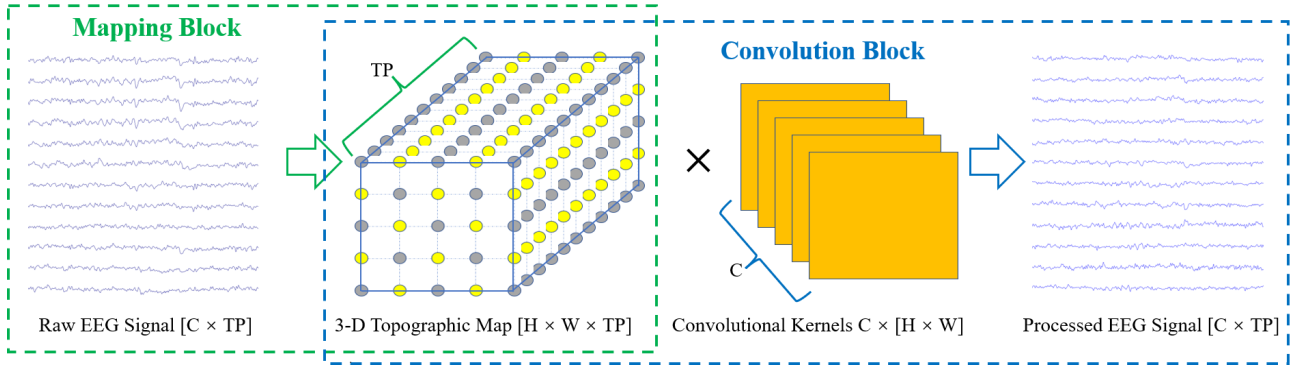 Mapping Block
Convolution Block
TP
×
C
Raw EEG Signal [C × TP]
3-D Topographic Map [H × W × TP]
Convolutional Kernels C × [H × W]
Processed EEG Signal [C × TP]